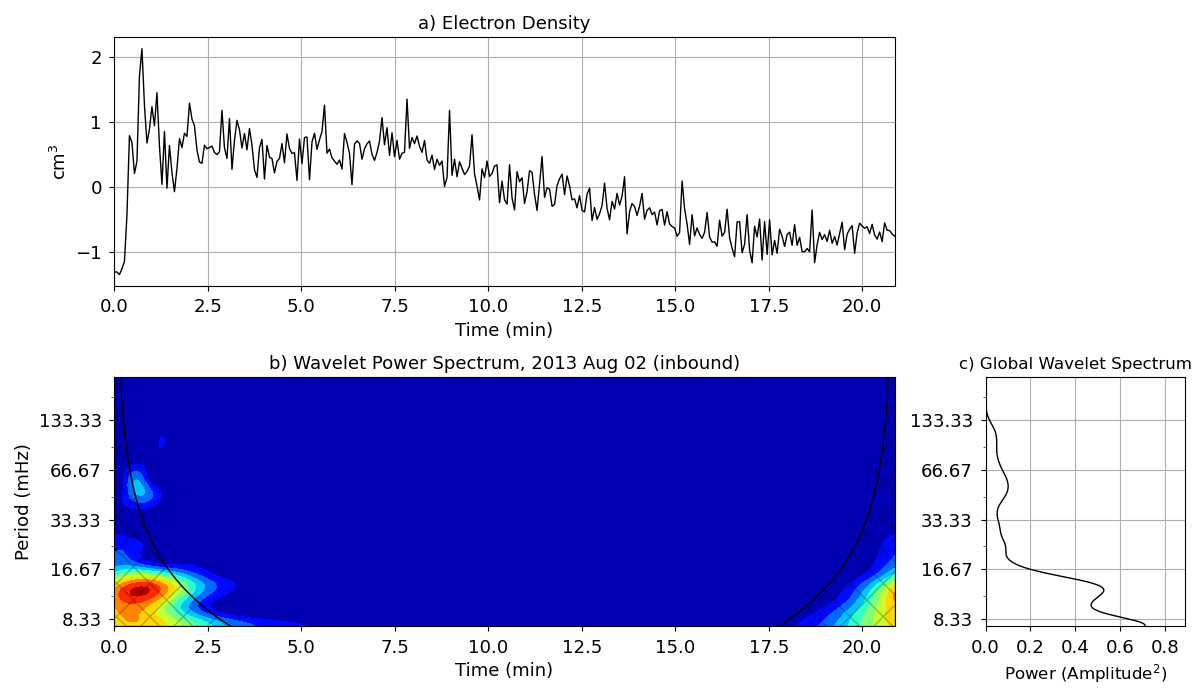 a) Electron Density
2
1
0
−1
cm³
0.0 2.5 5.0 7.5 10.0 12.5 15.0 17.5 20.0
Time (min)
b) Wavelet Power Spectrum, 2013 Aug 02 (inbound)
133.33
66.67
33.33
16.67
8.33
Period (mHz)
0.0 2.5 5.0 7.5 10.0 12.5 15.0 17.5 20.0
Time (min)
c) Global Wavelet Spectrum
133.33
66.67
33.33
16.67
8.33
0.0 0.2 0.4 0.6 0.8
Power (Amplitude²)